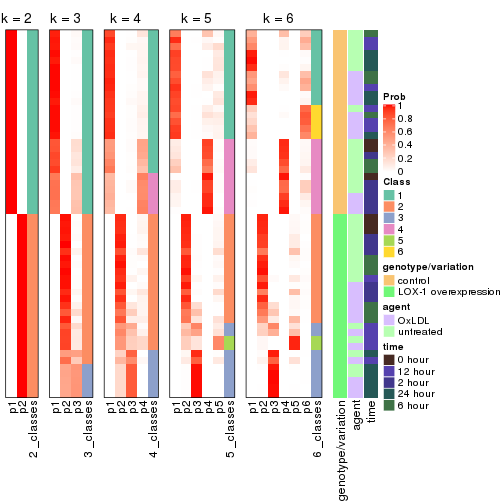 k = 2 k = 3 k = 4 k = 5 k = 6
p1 p2 2_classes p1 p2 p3 3_classes p1 p2 p3 p4 4_classes p1 p2 p3 p4 p5 5_classes p1 p2 p3 p4 p5 p6 6_classes genotype/variation agent time
Prob
1
0.8
0.6
0.4
0.2
0
Class
1
2
3
4
5
6
genotype/variation
control
LOX-1 overexpression
agent
OxLDL
untreated
time
0 hour
12 hour
2 hour
24 hour
6 hour